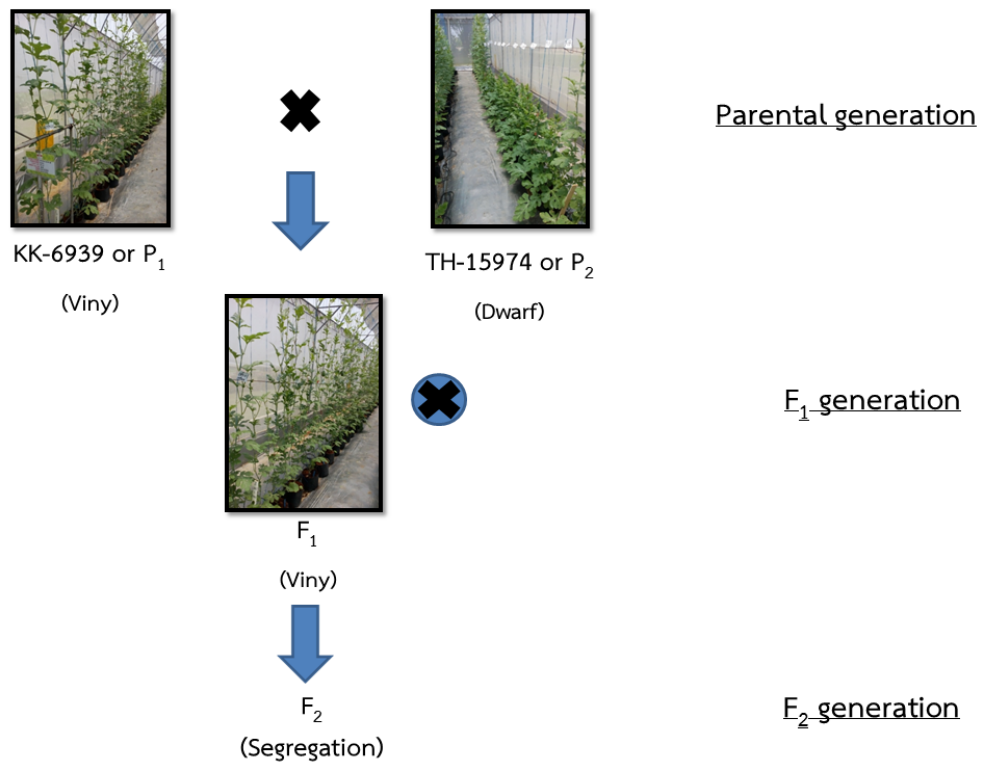 Parental generation
KK-6939 or P1
TH-15974 or P2
(Viny)
(Dwarf)
F1 generation
F1
(Viny)
F2
F2 generation
(Segregation)